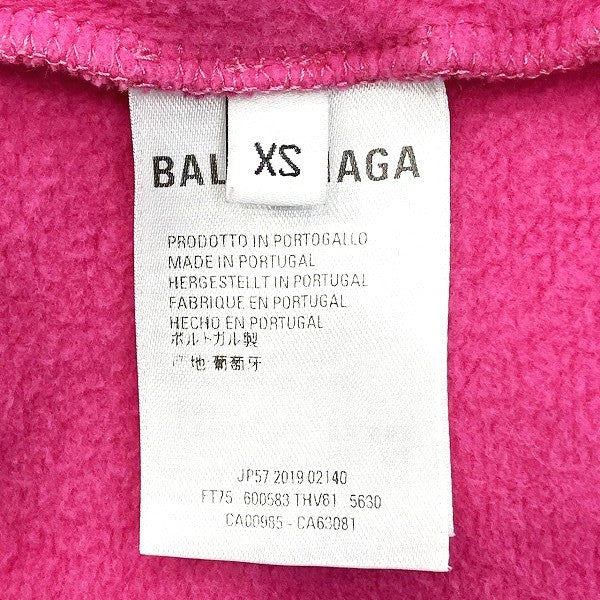 XS
BAL AGA
PRODOTTO IN PORTOGALLO
MADE IN PORTUGAL
HERGESTELLT IN PORTUGAL
FABRIQUE EN PORTUGAL
HECHO EN PORTUGAL
ポルトガル製
产地:葡萄牙
JP57 2019 02140
FT75 600583 THV61 5630
CA00965 - CA63081